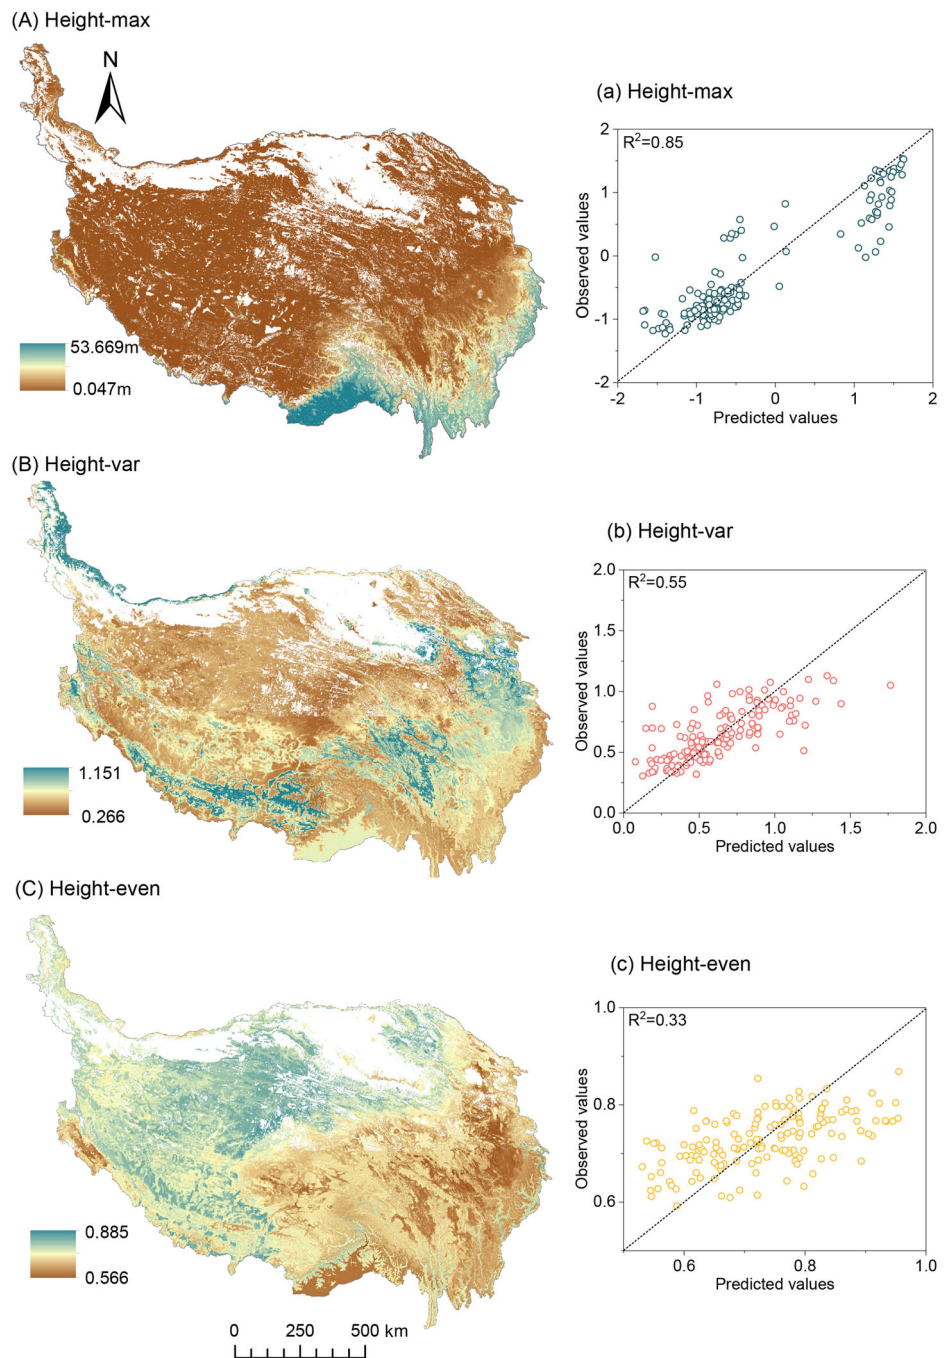 (A) Height-max
N
53.669m
0.047m
(a) Height-max
R²=0.85
2
1
0
-1
-2
Observed values
-2
-1
0
1
2
Predicted values
(B) Height-var
1.151
0.266
(b) Height-var
R²=0.55
2.0
1.5
1.0
0.5
0.0
Observed values
0.0
0.5
1.0
1.5
2.0
Predicted values
(C) Height-even
0.885
0.566
0 250 500 km
(c) Height-even
R²=0.33
1.0
0.8
0.6
Observed values
0.6
0.8
1.0
Predicted values